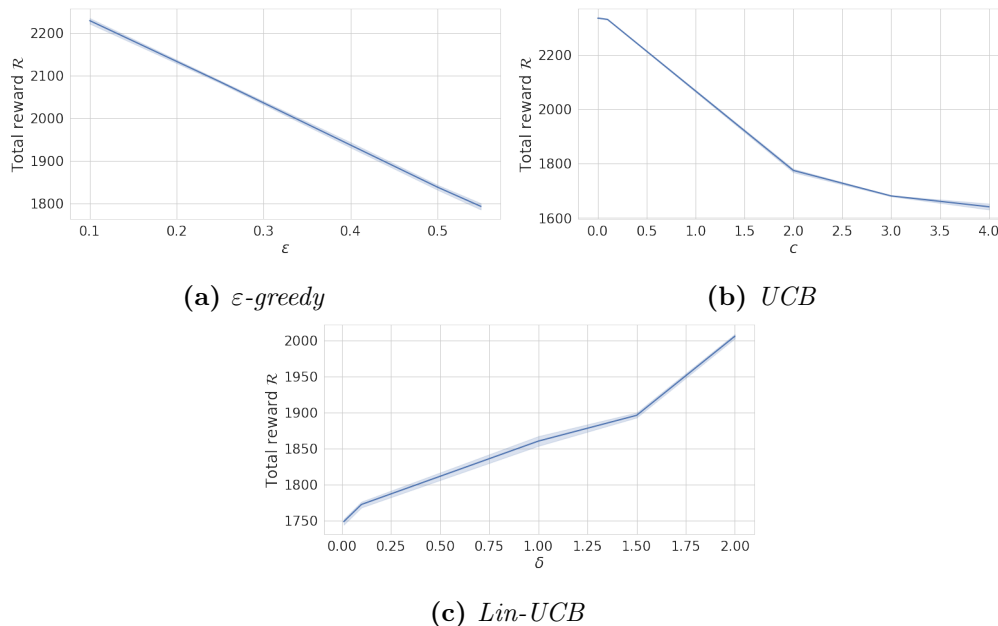 Total reward R
2200
2100
2000
1900
1800
0.1 0.2 0.3 0.4 0.5
ε
(a) ε-greedy
Total reward R
2200
2000
1800
1600
0.0 0.5 1.0 1.5 2.0 2.5 3.0 3.5 4.0
c
(b) UCB
Total reward R
2000
1950
1900
1850
1800
1750
0.00 0.25 0.50 0.75 1.00 1.25 1.50 1.75 2.00
δ
(c) Lin-UCB